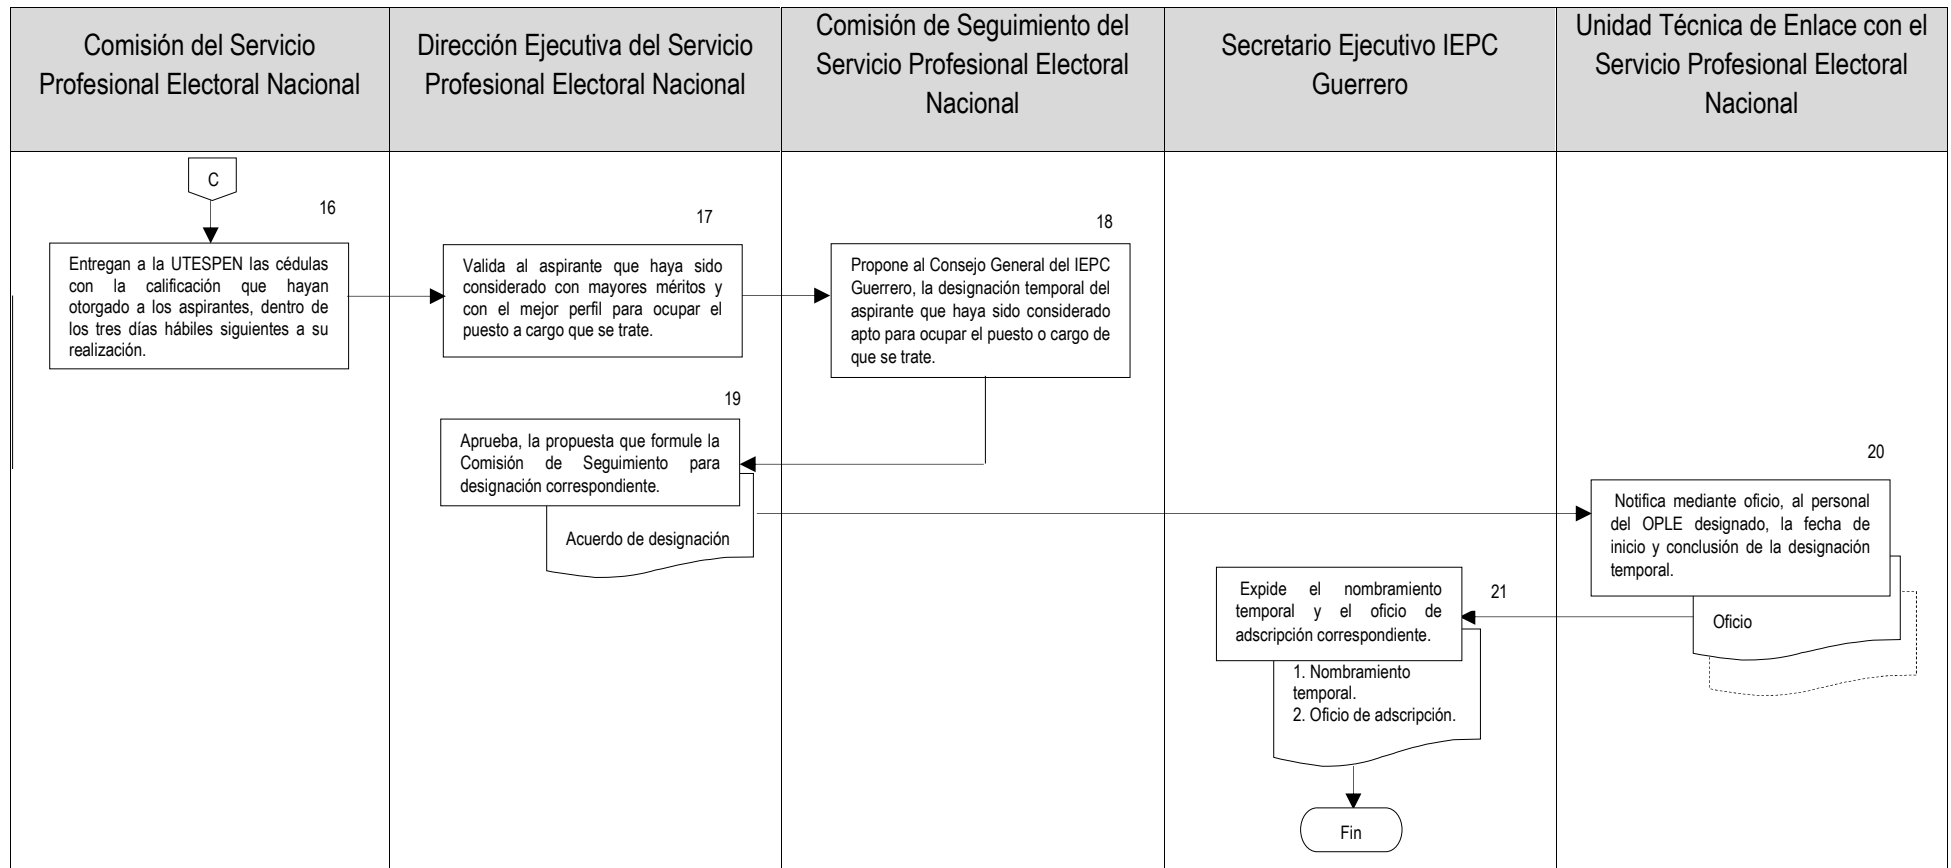 Comisión del Servicio
Profesional Electoral Nacional
Dirección Ejecutiva del Servicio
Profesional Electoral Nacional
Comisión de Seguimiento del
Servicio Profesional Electoral
Nacional
Secretario Ejecutivo IEPC
Guerrero
Unidad Técnica de Enlace con el
Servicio Profesional Electoral
Nacional
C
16
Entregan a la UTESPEN las cédulas
con la calificación que hayan
otorgado a los aspirantes, dentro de
los tres días hábiles siguientes a su
realización.
17
Valida al aspirante que haya sido
considerado con mayores méritos y
con el mejor perfil para ocupar el
puesto a cargo que se trate.
18
Propone al Consejo General del IEPC
Guerrero, la designación temporal del
aspirante que haya sido considerado
apto para ocupar el puesto o cargo de
que se trate.
19
Aprueba, la propuesta que formule la
Comisión de Seguimiento para
designación correspondiente.
Acuerdo de designación
20
Notifica mediante oficio, al personal
del OPLE designado, la fecha de
inicio y conclusión de la designación
temporal.
Oficio
21
Expide el nombramiento
temporal y el oficio de
adscripción correspondiente.
1. Nombramiento
temporal.
2. Oficio de adscripción.
Fin